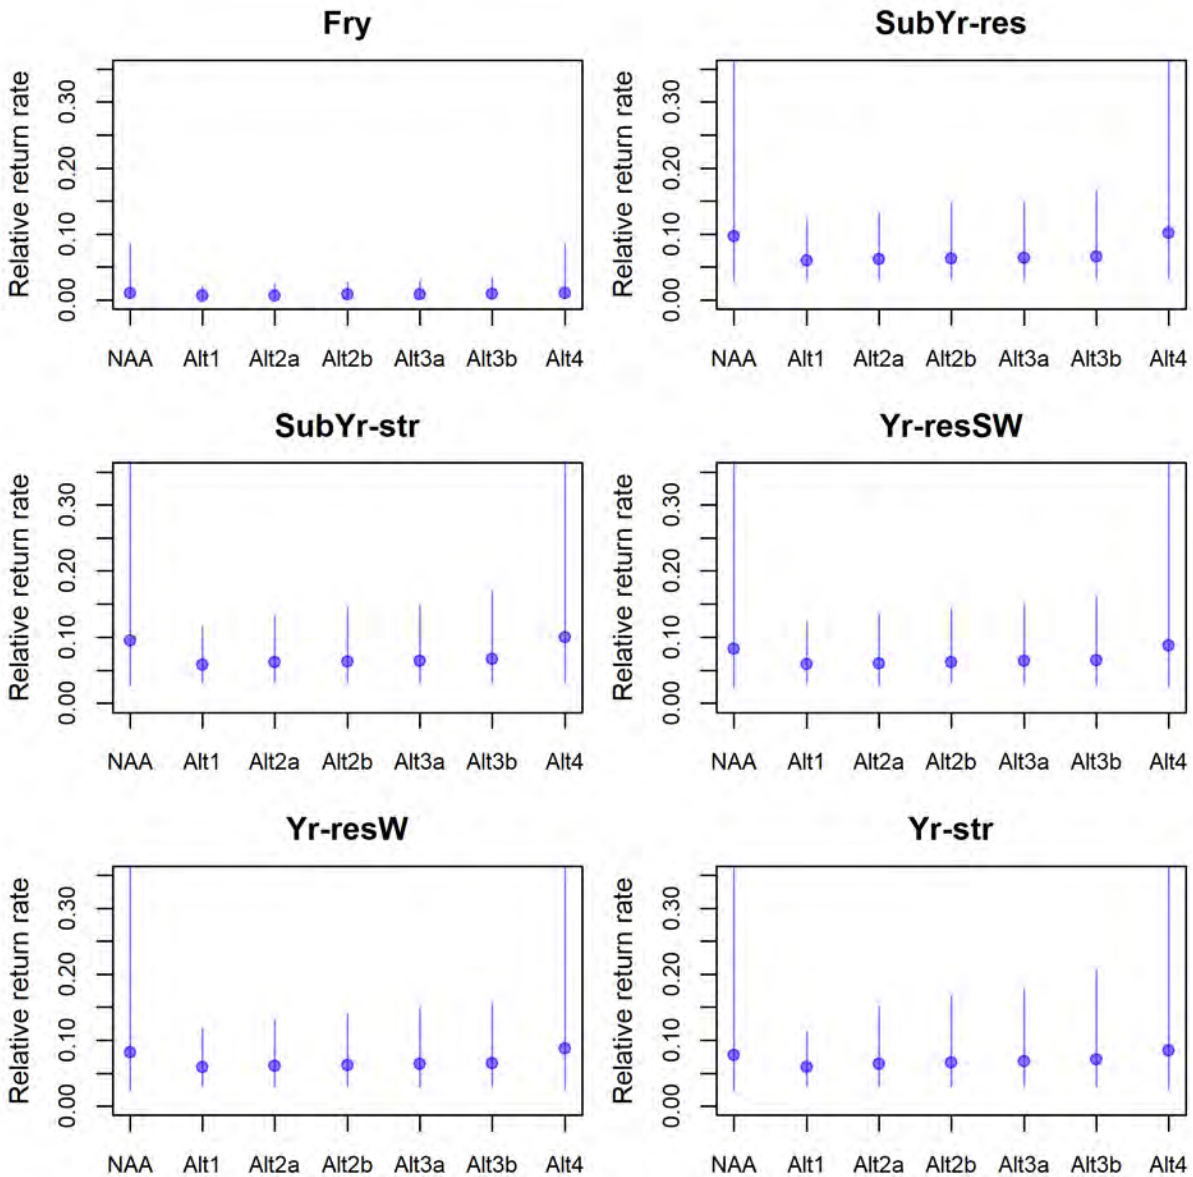 Fry
Relative return rate
0.30
0.20
0.10
0.00
NAA Alt1 Alt2a Alt2b Alt3a Alt3b Alt4
SubYr-res
Relative return rate
0.30
0.20
0.10
0.00
NAA Alt1 Alt2a Alt2b Alt3a Alt3b Alt4
SubYr-str
Relative return rate
0.30
0.20
0.10
0.00
NAA Alt1 Alt2a Alt2b Alt3a Alt3b Alt4
Yr-resSW
Relative return rate
0.30
0.20
0.10
0.00
NAA Alt1 Alt2a Alt2b Alt3a Alt3b Alt4
Yr-resW
Relative return rate
0.30
0.20
0.10
0.00
NAA Alt1 Alt2a Alt2b Alt3a Alt3b Alt4
Yr-str
Relative return rate
0.30
0.20
0.10
0.00
NAA Alt1 Alt2a Alt2b Alt3a Alt3b Alt4